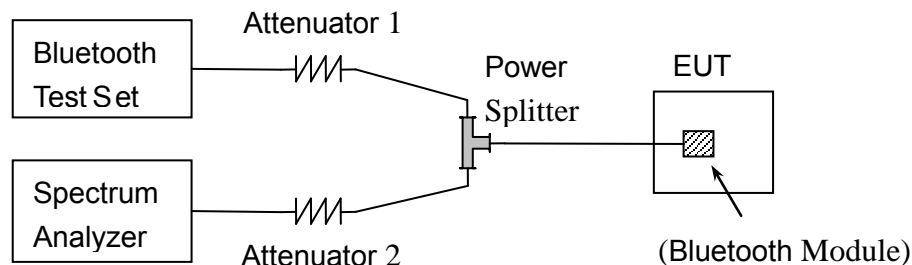 Attenuator 1
Bluetooth
Test Set
Power
Splitter
EUT
Spectrum
Analyzer
Attenuator 2
(Bluetooth Module)